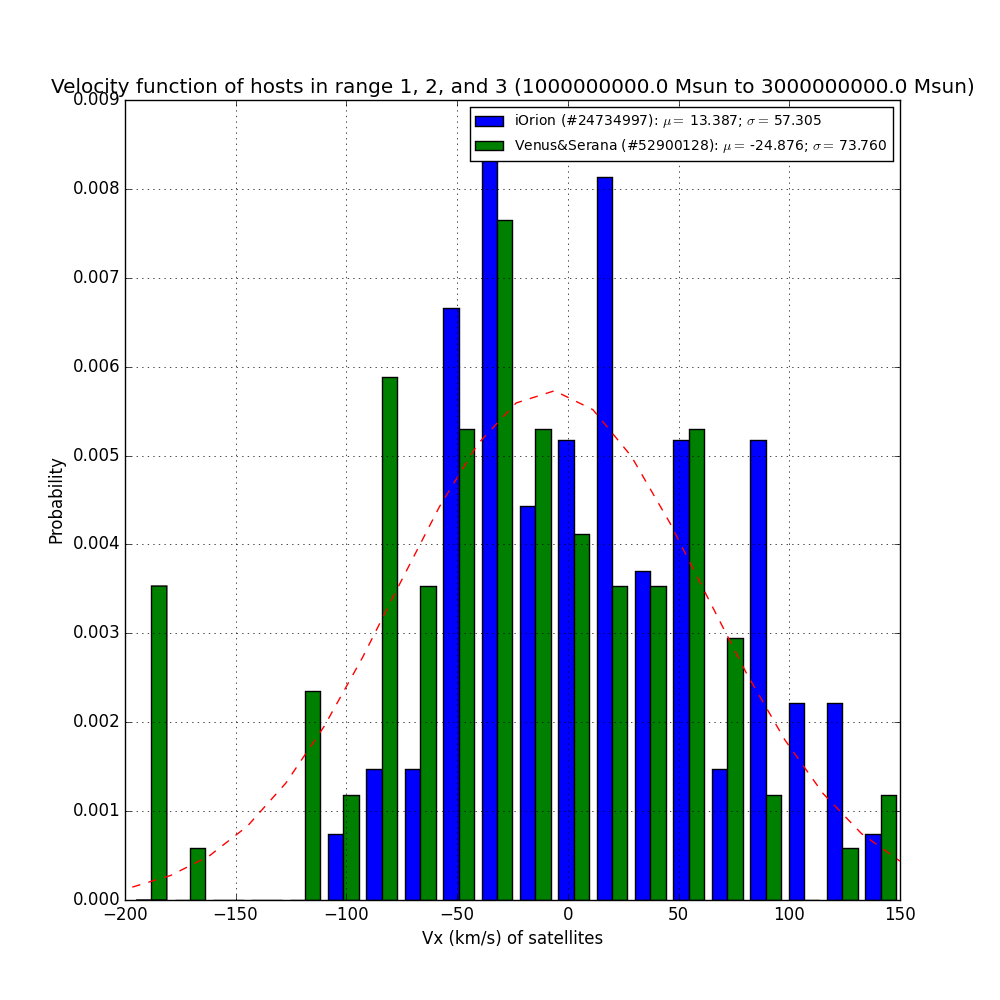 Velocity function of hosts in range 1, 2, and 3 (1000000000.0 Msun to 3000000000.0 Msun)
iOrion (#24734997): μ = 13.387; σ = 57.305
Venus&Serana (#52900128): μ = -24.876; σ = 73.760
0.009
0.008
0.007
0.006
0.005
0.004
0.003
0.002
0.001
0.000
Probability
−200 −150 −100 −50 0 50 100 150
Vx (km/s) of satellites